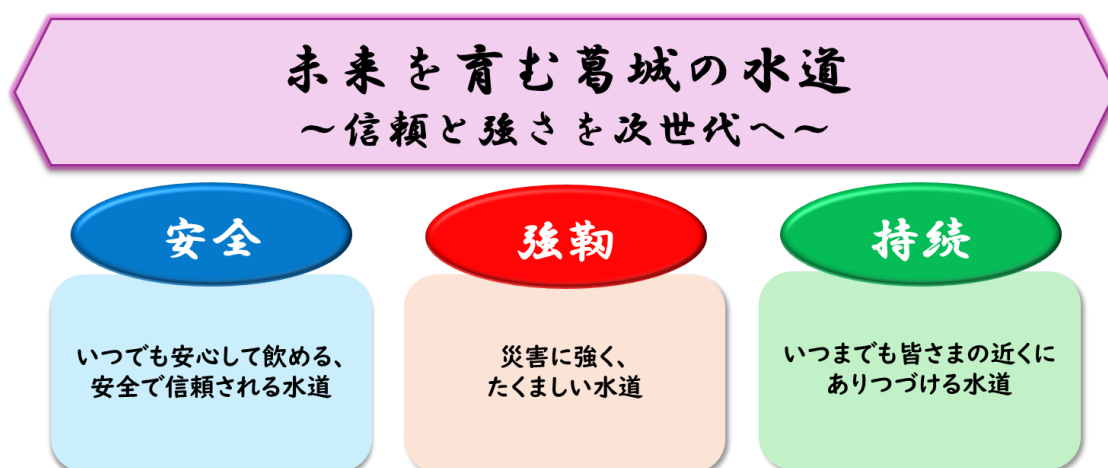 未来を育む葛城の水道
～信頼と強さを次世代へ～
安全
いつでも安心して飲める、
安全で信頼される水道
強靭
災害に強く、
たくましい水道
持続
いつまでも皆さまの近くに
ありつづける水道